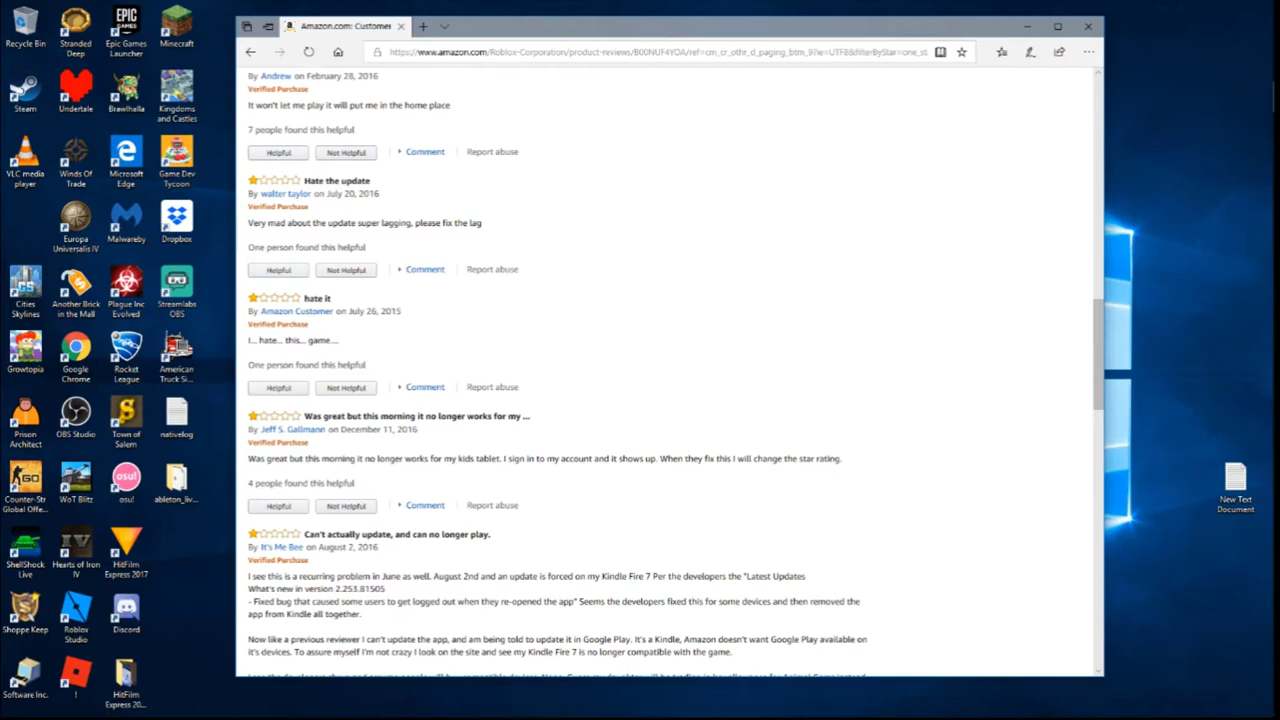 Recycle Bin
Stranded Deep
Epic Games Launcher
Minecraft
Steam
Undertale
Brawlhalla
Kingdoms and Castles
VLC media player
Winds Of Trade
Microsoft Edge
Game Dev Tycoon
Europa Universalis IV
Malwareby
Dropbox
Cities Skylines
Another Brick in the Mall
Plague Inc Evolved
Streamlabs OBS
Growtopia
Google Chrome
Rocket League
American Truck Si...
Prison Architect
OBS Studio
Town of Salem
nativelog
Counter-Str Global Offe...
WoT Blitz
osu!
ableton_liv...
ShellShock Live
Hearts of Iron IV
HitFilm Express 2017
Shoppe Keep
Roblox Studio
Discord
Software Inc.
!
HitFilm Express 20...
Amazon.com: Customer
https://www.amazon.com/Roblox-Corporation/product-reviews/B00NUF4YOA/ref=cm_cr_othr_d_paging_btm_9?ie=UTF8&filterByStar=one_st
By Andrew on February 28, 2016
Verified Purchase
It won't let me play it will put me in the home place
7 people found this helpful
Helpful Not Helpful Comment Report abuse
Hate the update
By walter taylor on July 20, 2016
Verified Purchase
Very mad about the update super lagging, please fix the lag
One person found this helpful
Helpful Not Helpful Comment Report abuse
hate it
By Amazon Customer on July 26, 2015
Verified Purchase
I... hate... this... game....
One person found this helpful
Helpful Not Helpful Comment Report abuse
Was great but this morning it no longer works for my ...
By Jeff S. Gallmann on December 11, 2016
Verified Purchase
Was great but this morning it no longer works for my kids tablet. I sign in to my account and it shows up. When they fix this I will change the star rating.
4 people found this helpful
Helpful Not Helpful Comment Report abuse
Can't actually update, and can no longer play.
By It's Me Bee on August 2, 2016
Verified Purchase
I see this is a recurring problem in June as well. August 2nd and an update is forced on my Kindle Fire 7 Per the developers the "Latest Updates
What's new in version 2.253.81505
- Fixed bug that caused some users to get logged out when they re-opened the app" Seems the developers fixed this for some devices and then removed the
app from Kindle all together.
Now like a previous reviewer I can't update the app, and am being told to update it in Google Play. It's a Kindle, Amazon doesn't want Google Play available on
it's devices. To assure myself I'm not crazy I look on the site and see my Kindle Fire 7 is no longer compatible with the game.
New Text Document